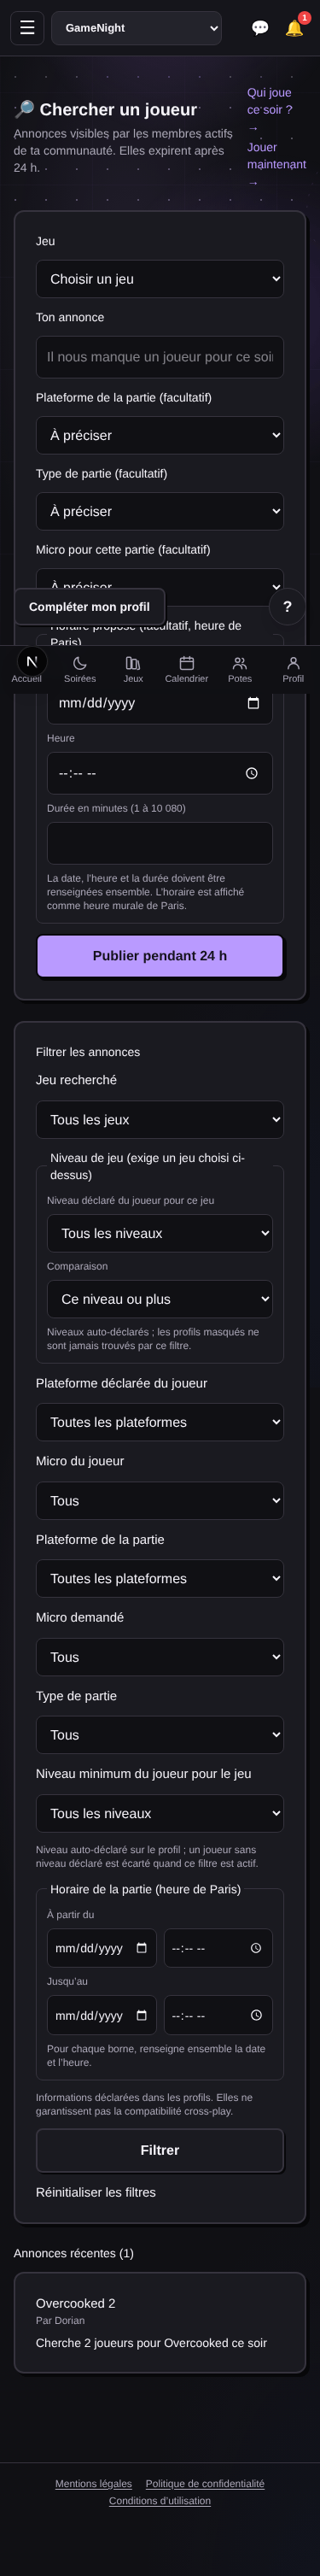 ☰ GameNight 💬 🔔 1
🔎 Chercher un joueur
Annonces visibles par les membres actifs
de ta communauté. Elles expirent après
24 h.
Qui joue
ce soir ?
→
Jouer
maintenant
→
Jeu
Choisir un jeu
Ton annonce
Il nous manque un joueur pour ce soir
Plateforme de la partie (facultatif)
À préciser
Type de partie (facultatif)
À préciser
Micro pour cette partie (facultatif)
À préciser
Compléter mon profil
?
Horaire proposé (facultatif, heure de
Paris)
N
Accueil
Soirées
Jeux
Calendrier
Potes
Profil
mm/dd/yyyy
Heure
--:-- --
Durée en minutes (1 à 10 080)
La date, l'heure et la durée doivent être
renseignées ensemble. L'horaire est affiché
comme heure murale de Paris.
Publier pendant 24 h
Filtrer les annonces
Jeu recherché
Tous les jeux
Niveau de jeu (exige un jeu choisi ci-
dessus)
Niveau déclaré du joueur pour ce jeu
Tous les niveaux
Comparaison
Ce niveau ou plus
Niveaux auto-déclarés ; les profils masqués ne
sont jamais trouvés par ce filtre.
Plateforme déclarée du joueur
Toutes les plateformes
Micro du joueur
Tous
Plateforme de la partie
Toutes les plateformes
Micro demandé
Tous
Type de partie
Tous
Niveau minimum du joueur pour le jeu
Tous les niveaux
Niveau auto-déclaré sur le profil ; un joueur sans
niveau déclaré est écarté quand ce filtre est actif.
Horaire de la partie (heure de Paris)
À partir du
mm/dd/yyyy --:-- --
Jusqu'au
mm/dd/yyyy --:-- --
Pour chaque borne, renseigne ensemble la date
et l'heure.
Informations déclarées dans les profils. Elles ne
garantissent pas la compatibilité cross-play.
Filtrer
Réinitialiser les filtres
Annonces récentes (1)
Overcooked 2
Par Dorian
Cherche 2 joueurs pour Overcooked ce soir
Mentions légales Politique de confidentialité
Conditions d'utilisation